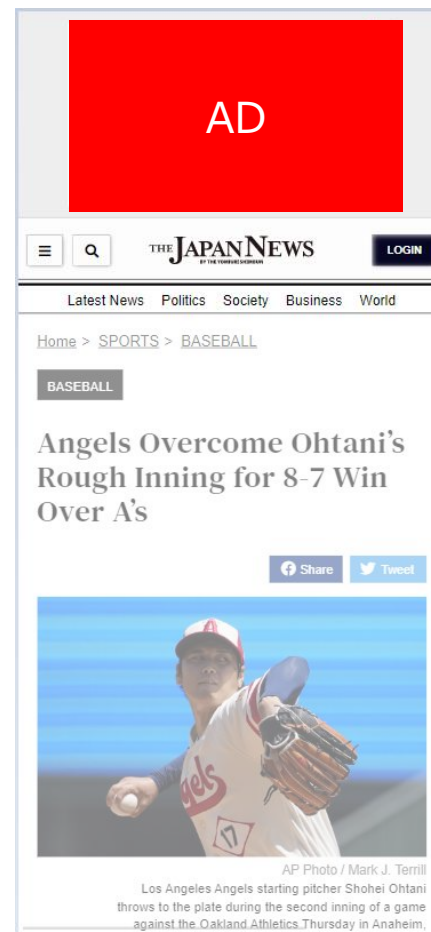 AD
THE JAPAN NEWS
BY THE YOMIURI SHIMBUN
LOGIN
Latest News Politics Society Business World
Home > SPORTS > BASEBALL
BASEBALL
Angels Overcome Ohtani’s
Rough Inning for 8-7 Win
Over A’s
Share Tweet
gels
17
AP Photo / Mark J. Terrill
Los Angeles Angels starting pitcher Shohei Ohtani
throws to the plate during the second inning of a game
against the Oakland Athletics Thursday in Anaheim,